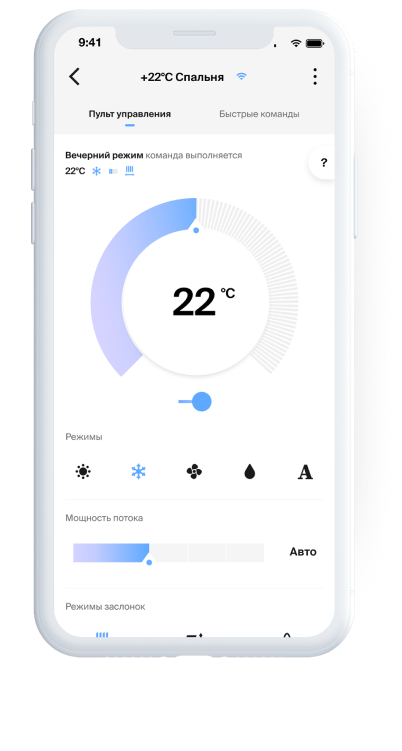 9:41
+22°C Спальня
Пульт управления
Быстрые команды
Вечерний режим команда выполняется
22°C
?
22 °C
Режимы
A
Мощность потока
Авто
Режимы заслонок